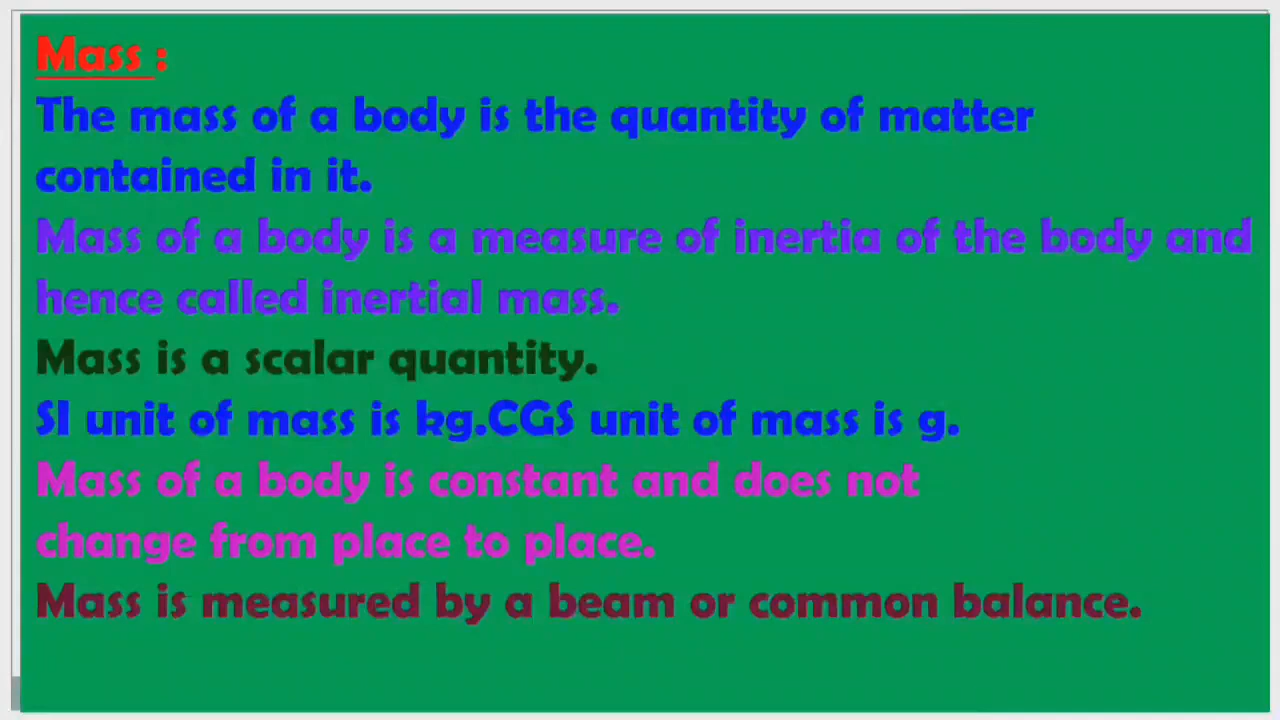 Mass :
The mass of a body is the quantity of matter
contained in it.
Mass of a body is a measure of inertia of the body and
hence called inertial mass.
Mass is a scalar quantity.
SI unit of mass is kg.CGS unit of mass is g.
Mass of a body is constant and does not
change from place to place.
Mass is measured by a beam or common balance.